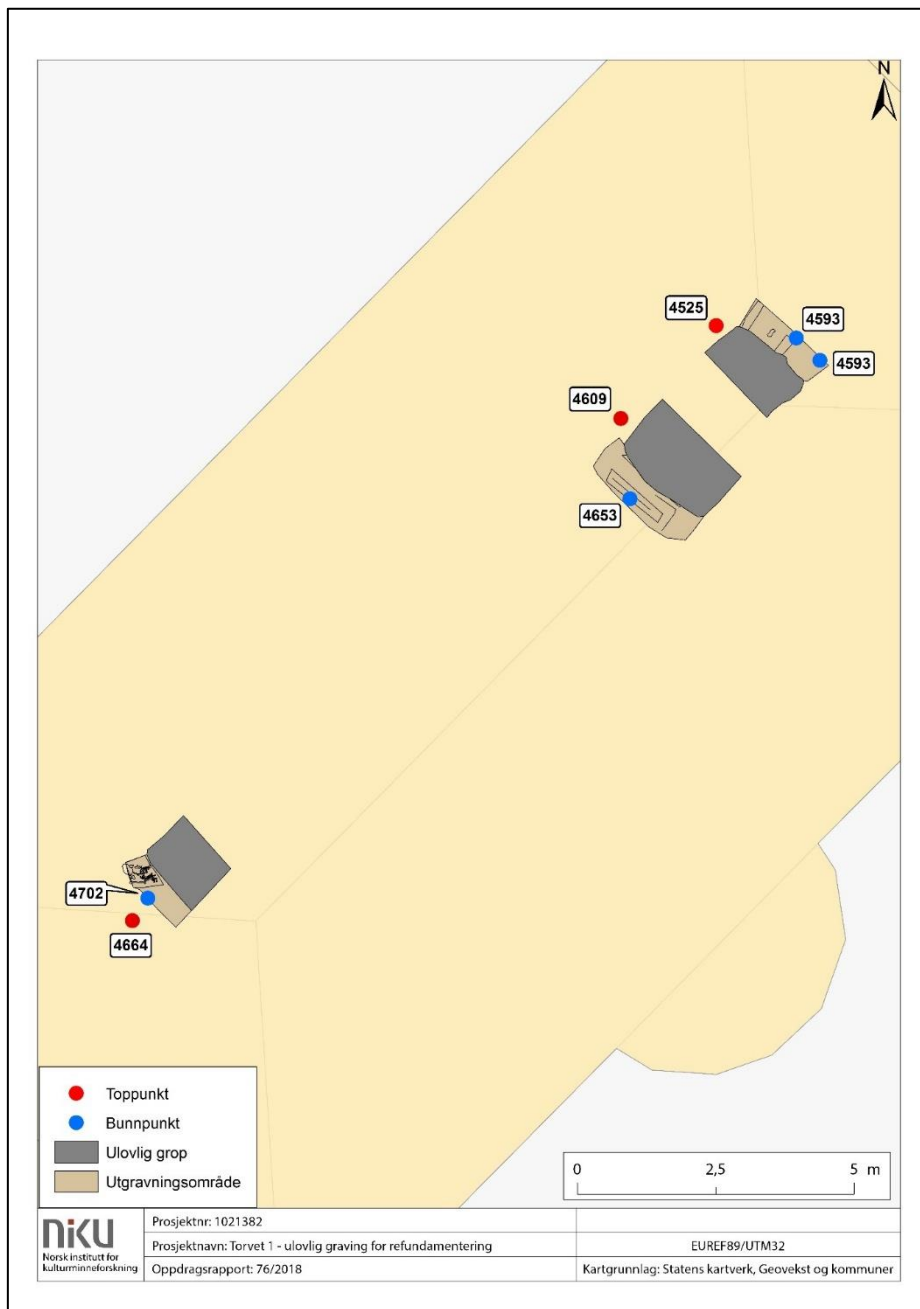 N
4525
4593
4593
4609
4653
4702
4664
Toppunkt
Bunnpunkt
Ulovlig grop
Utgravningsområde
0 2,5 5 m
niku
Norsk institutt for
kulturminneforskning
Prosjektnr: 1021382
Prosjektnavn: Torvet 1 - ulovlig graving for refundamentering
EUREF89/UTM32
Oppdragsrapport: 76/2018
Kartgrunnlag: Statens kartverk, Geovekst og kommuner